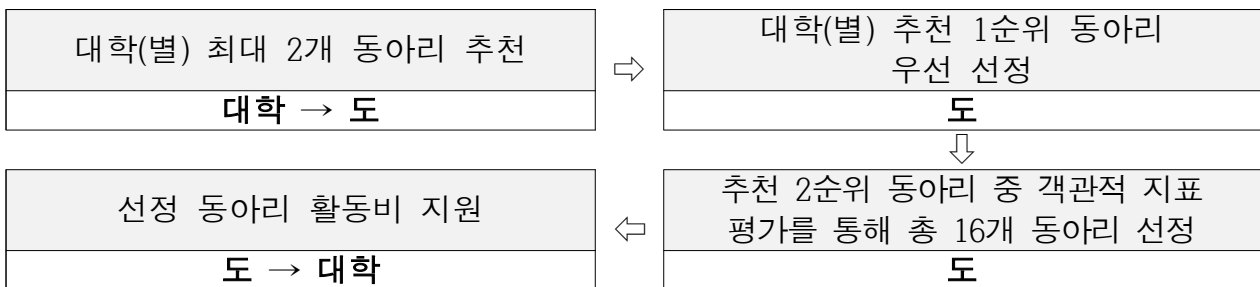 대학(별) 최대 2개 동아리 추천
대학 → 도
⇨
대학(별) 추천 1순위 동아리
우선 선정
도
⇩
추천 2순위 동아리 중 객관적 지표
평가를 통해 총 16개 동아리 선정
도
⇦
선정 동아리 활동비 지원
도 → 대학